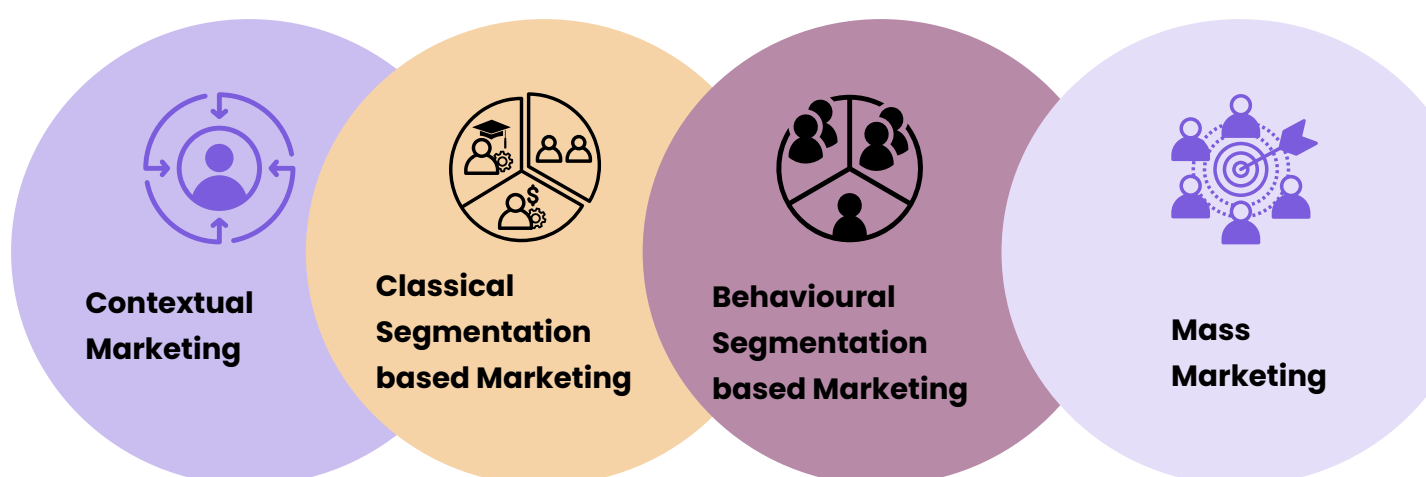 Contextual
Marketing
Classical
Segmentation
based Marketing
Behavioural
Segmentation
based Marketing
Mass
Marketing
$